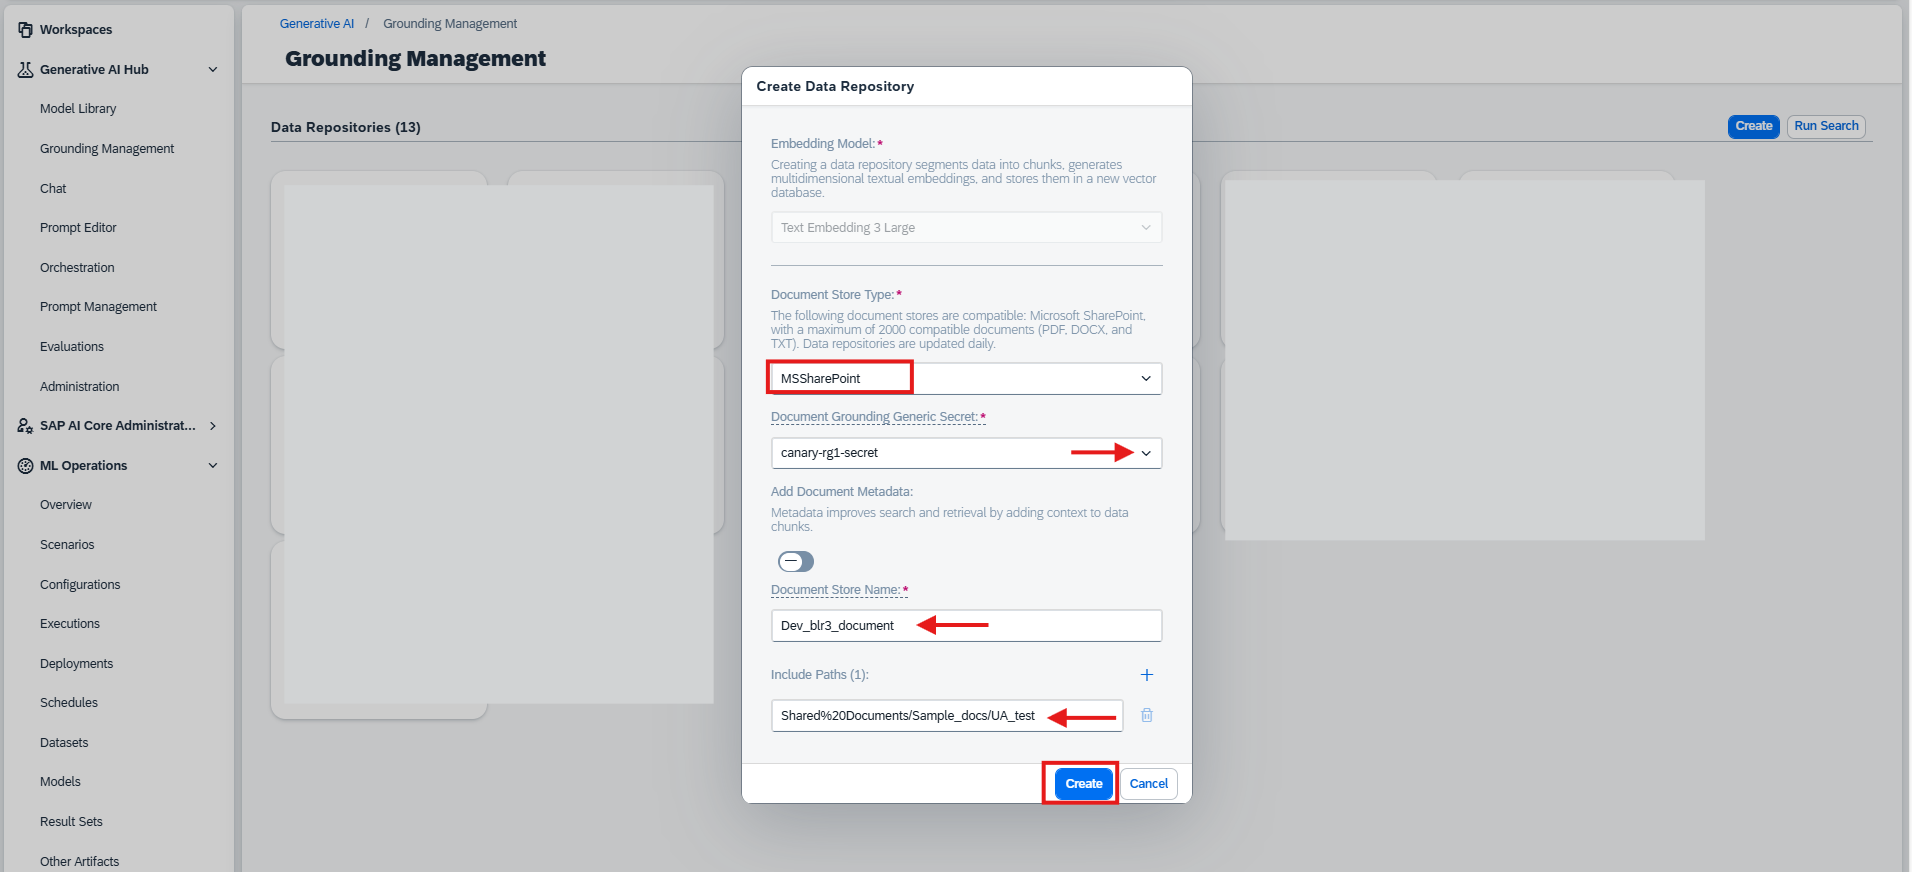 Workspaces
Generative AI Hub
Model Library
Grounding Management
Chat
Prompt Editor
Orchestration
Prompt Management
Evaluations
Administration
SAP AI Core Administrat...
ML Operations
Overview
Scenarios
Configurations
Executions
Deployments
Schedules
Datasets
Models
Result Sets
Other Artifacts
Generative AI / Grounding Management
Grounding Management
Data Repositories (13)
Create
Run Search
Create Data Repository
Embedding Model:*
Creating a data repository segments data into chunks, generates
multidimensional textual embeddings, and stores them in a new vector
database.
Text Embedding 3 Large
Document Store Type:*
The following document stores are compatible: Microsoft SharePoint,
with a maximum of 2000 compatible documents (PDF, DOCX, and
TXT). Data repositories are updated daily.
MSSharePoint
Document Grounding Generic Secret:*
canary-rg1-secret
Add Document Metadata:
Metadata improves search and retrieval by adding context to data
chunks.
Document Store Name:*
Dev_blr3_document
Include Paths (1):
Shared%20Documents/Sample_docs/UA_test
Create
Cancel